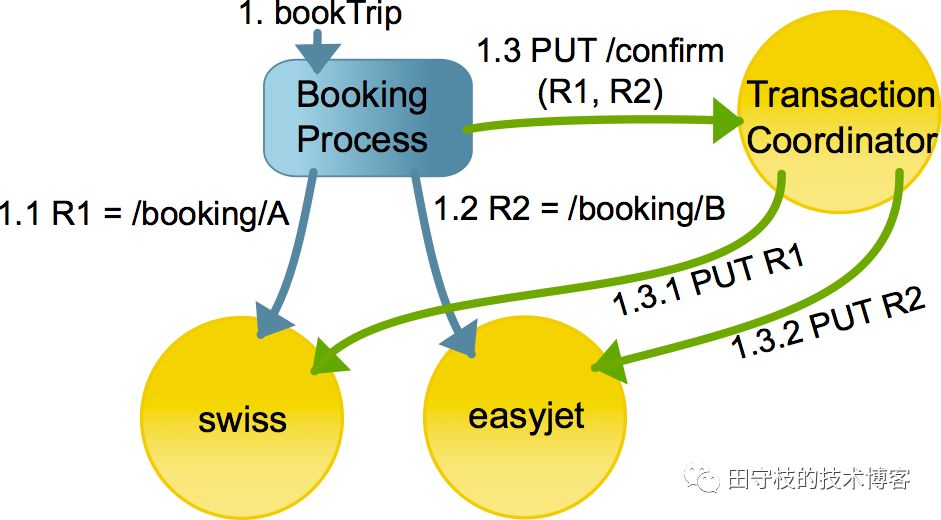 1. bookTrip
1.3 PUT /confirm
(R1, R2)
Booking
Process
Transaction
Coordinator
1.1 R1 = /booking/A
1.2 R2 = /booking/B
1.3.1 PUT R1
1.3.2 PUT R2
swiss
easyjet
田守枝的技术博客